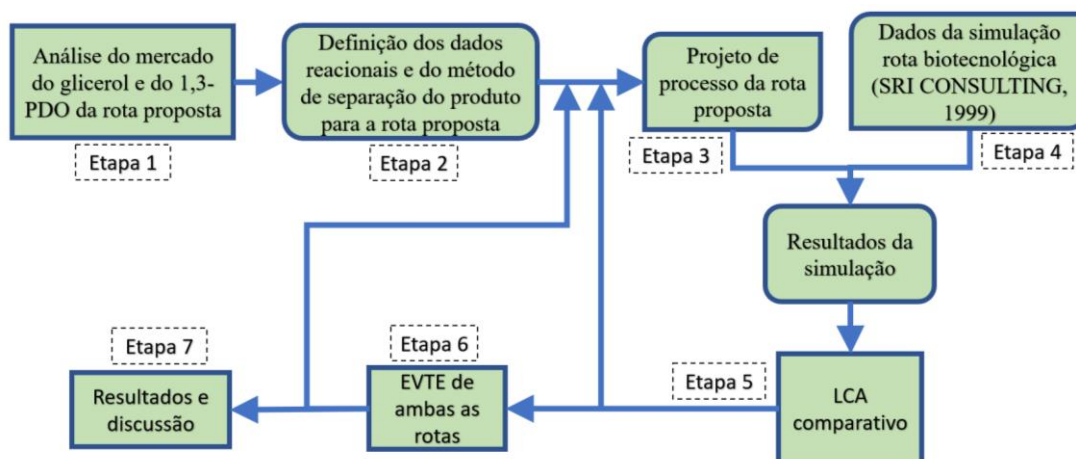 Análise do mercado
do glicerol e do 1,3-
PDO da rota proposta
Etapa 1
Definição dos dados
reacionais e do método
de separação do produto
para a rota proposta
Etapa 2
Projeto de
processo da rota
proposta
Etapa 3
Dados da simulação
rota biotecnológica
(SRI CONSULTING,
1999)
Etapa 4
Resultados da
simulação
LCA
comparativo
Etapa 5
Etapa 6
EVTE de
ambas as
rotas
Etapa 7
Resultados e
discussão